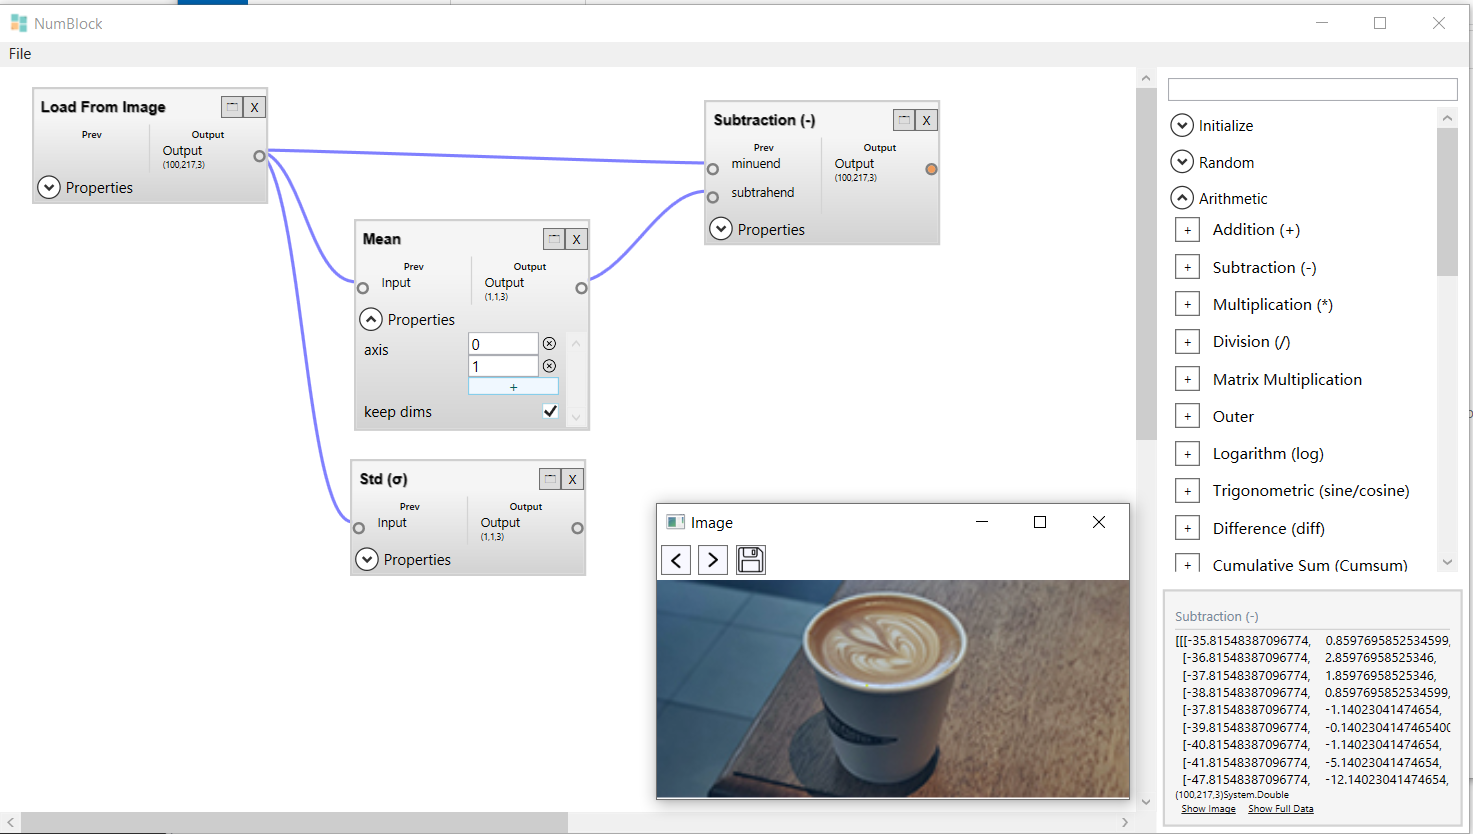 NumBlock
File
Load From Image
X
Prev
Output
Output
(100,217,3)
Properties
Mean
X
Prev
Output
Input
Output
(1,1,3)
Properties
axis
0
1
+
keep dims
Std (σ)
X
Prev
Output
Input
Output
(1,1,3)
Properties
Subtraction (-)
X
Prev
Output
minuend
Output
(100,217,3)
subtrahend
Properties
Image
Initialize
Random
Arithmetic
+ Addition (+)
+ Subtraction (-)
+ Multiplication (*)
+ Division (/)
+ Matrix Multiplication
+ Outer
+ Logarithm (log)
+ Trigonometric (sine/cosine)
+ Difference (diff)
+ Cumulative Sum (Cumsum)
Subtraction (-)
[[[-35.81548387096774, 0.8597695852534599,
[-36.81548387096774, 2.85976958525346,
[-37.81548387096774, 1.85976958525346,
[-38.81548387096774, 0.8597695852534599,
[-37.81548387096774, -1.14023041474654,
[-39.81548387096774, -0.1402304147465400
[-40.81548387096774, -1.14023041474654,
[-41.81548387096774, -5.14023041474654,
[-47.81548387096774, -12.14023041474654,
(100,217,3)System.Double
Show Image Show Full Data